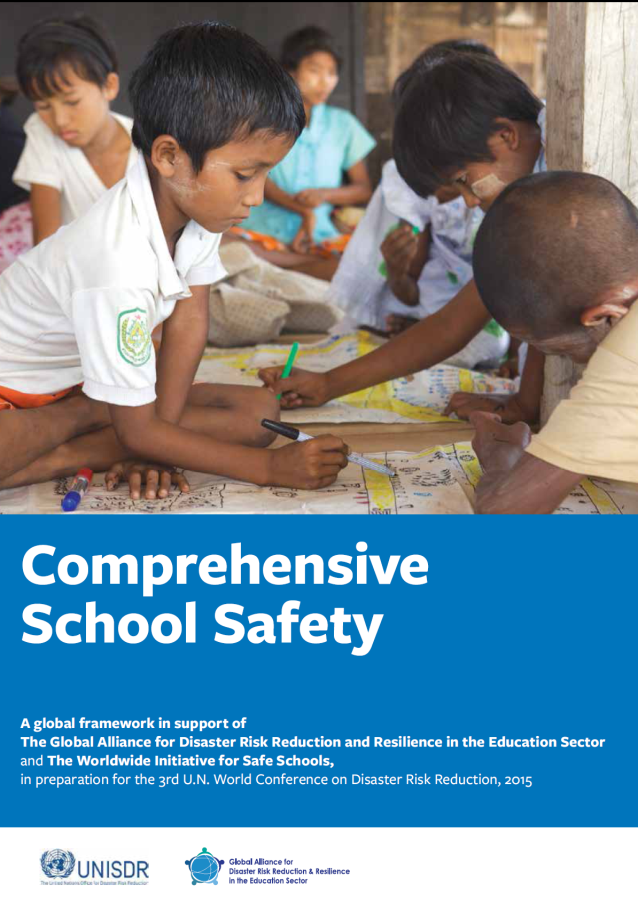 Comprehensive
School Safety
A global framework in support of
The Global Alliance for Disaster Risk Reduction and Resilience in the Education Sector
and The Worldwide Initiative for Safe Schools,
in preparation for the 3rd U.N. World Conference on Disaster Risk Reduction, 2015
UNISDR
The United Nations Office for Disaster Risk Reduction
Global Alliance for
Disaster Risk Reduction & Resilience
in the Education Sector